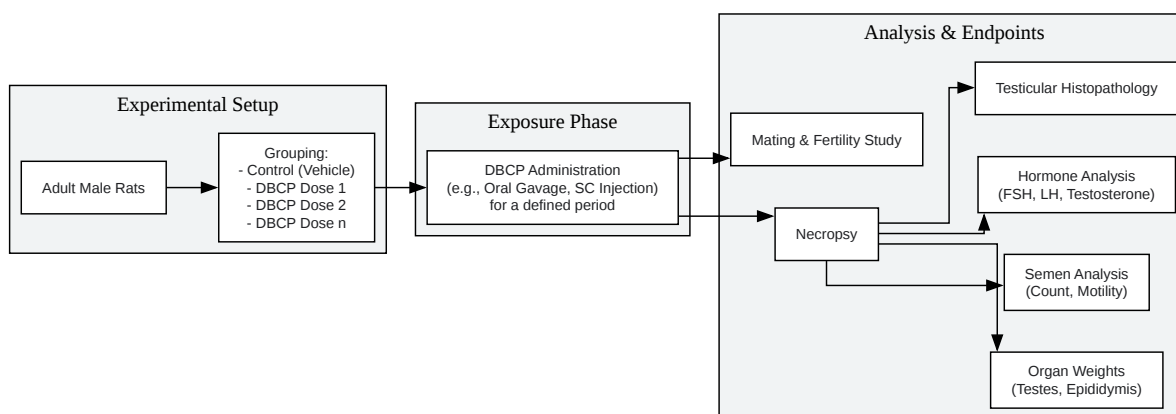 Experimental Setup
Adult Male Rats
Grouping:
- Control (Vehicle)
- DBCP Dose 1
- DBCP Dose 2
- DBCP Dose n
Exposure Phase
DBCP Administration
(e.g., Oral Gavage, SC Injection)
for a defined period
Analysis & Endpoints
Mating & Fertility Study
Necropsy
Testicular Histopathology
Hormone Analysis
(FSH, LH, Testosterone)
Semen Analysis
(Count, Motility)
Organ Weights
(Testes, Epididymis)